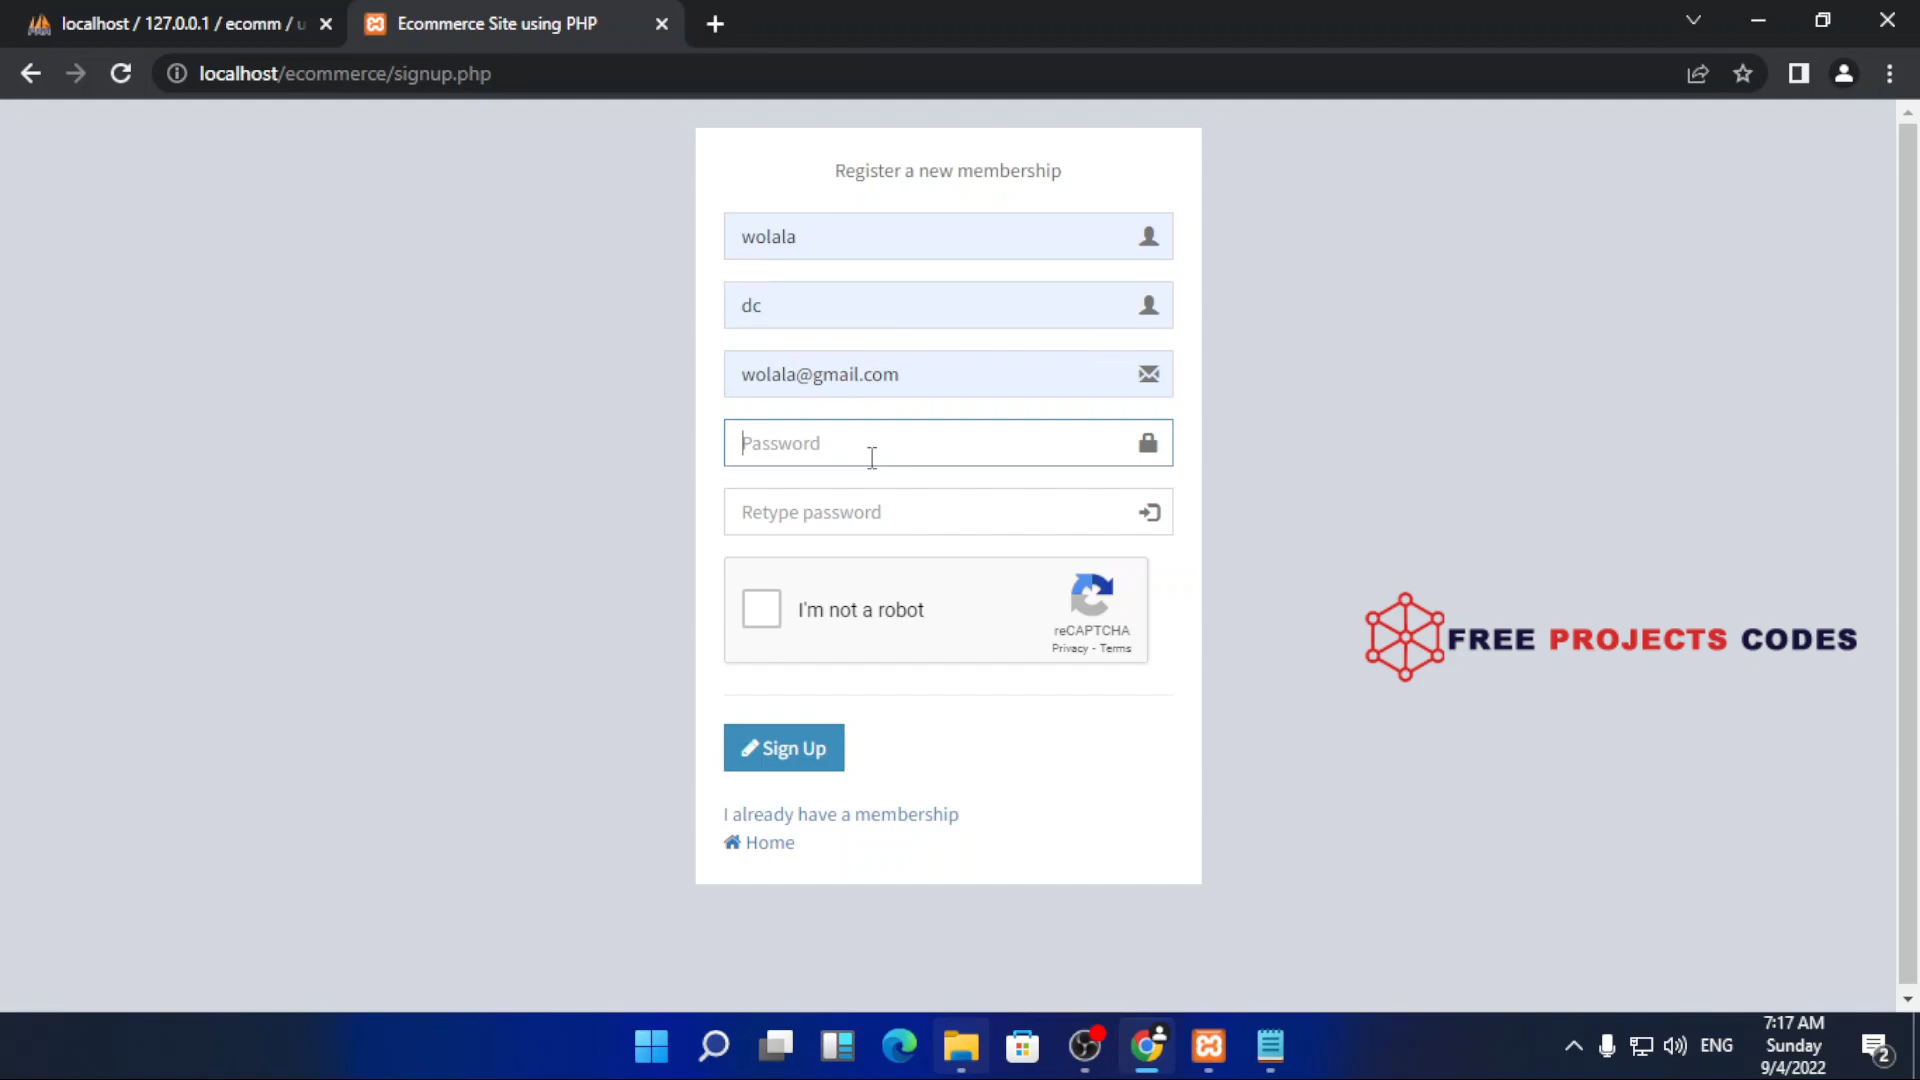 localhost / 127.0.0.1 / ecomm / u
Ecommerce Site using PHP
localhost/ecommerce/signup.php
Register a new membership
wolala
dc
wolala@gmail.com
Password
Retype password
I'm not a robot
reCAPTCHA
Privacy - Terms
FREE PROJECTS CODES
Sign Up
I already have a membership
Home
ENG
7:17 AM
Sunday
9/4/2022
2